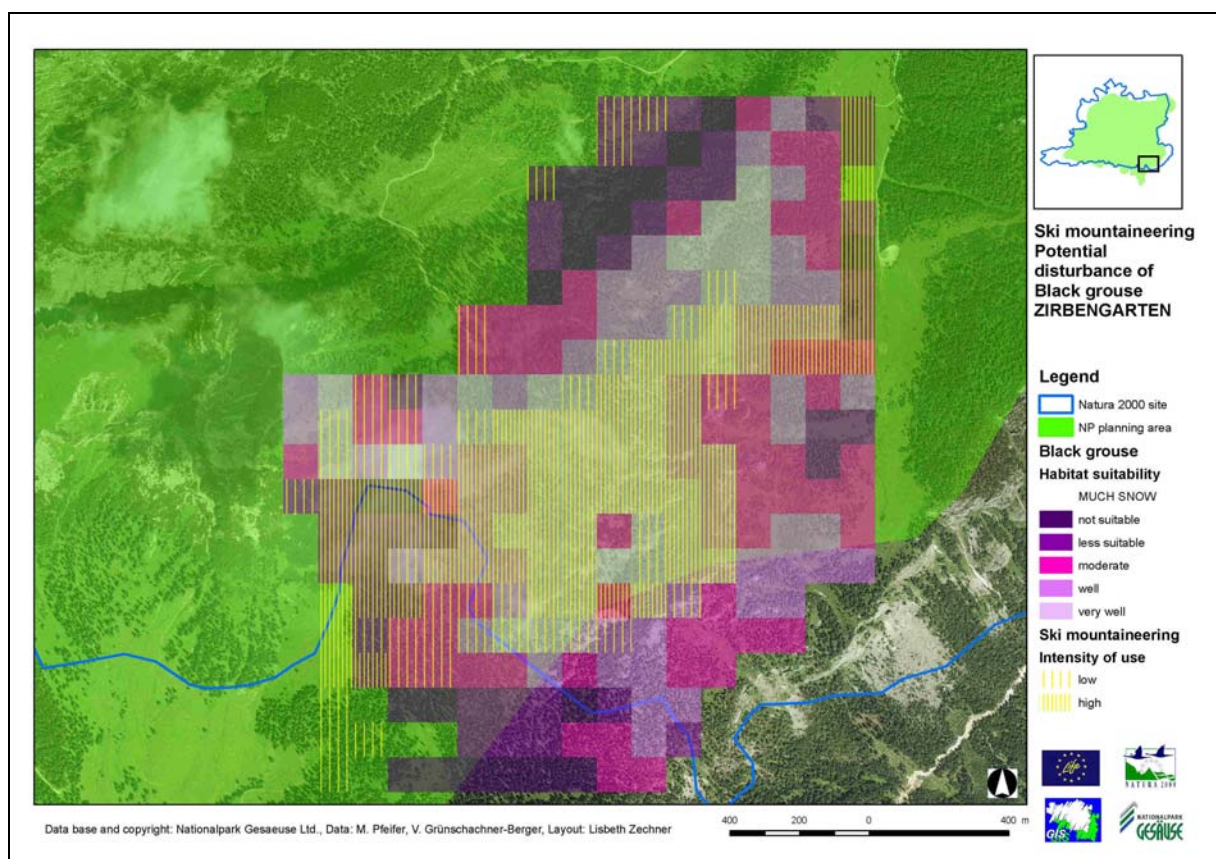 Ski mountaineering
Potential
disturbance of
Black grouse
ZIRBENGARTEN
Legend
Natura 2000 site
NP planning area
Black grouse
Habitat suitability
MUCH SNOW
not suitable
less suitable
moderate
well
very well
Ski mountaineering
Intensity of use
low
high
Life
NATURA 2000
GIS
NATIONALPARK
GESÄUSE
Data base and copyright: Nationalpark Gesaeuse Ltd., Data: M. Pfeifer, V. Grünschachner-Berger, Layout: Lisbeth Zechner
400 200 0 400 m